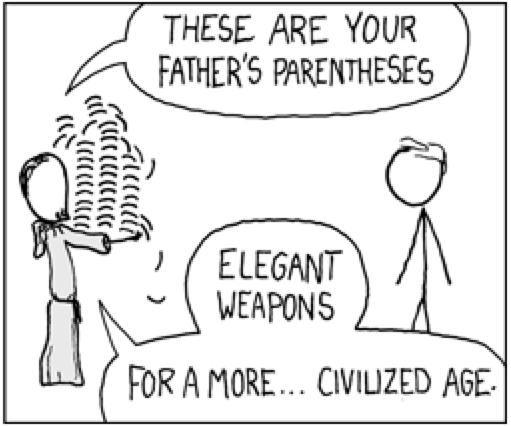 THESE ARE YOUR
FATHER'S PARENTHESES
ELEGANT
WEAPONS
FOR A MORE... CIVILIZED AGE.